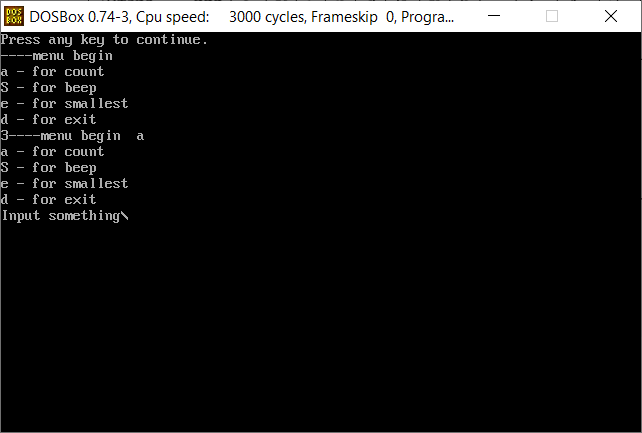 DOS
BOX
DOSBox 0.74-3, Cpu speed:    3000 cycles, Frameskip  0, Progra...
Press any key to continue.
----menu begin
a - for count
S - for beep
e - for smallest
d - for exit
3----menu begin  a
a - for count
S - for beep
e - for smallest
d - for exit
Input something\